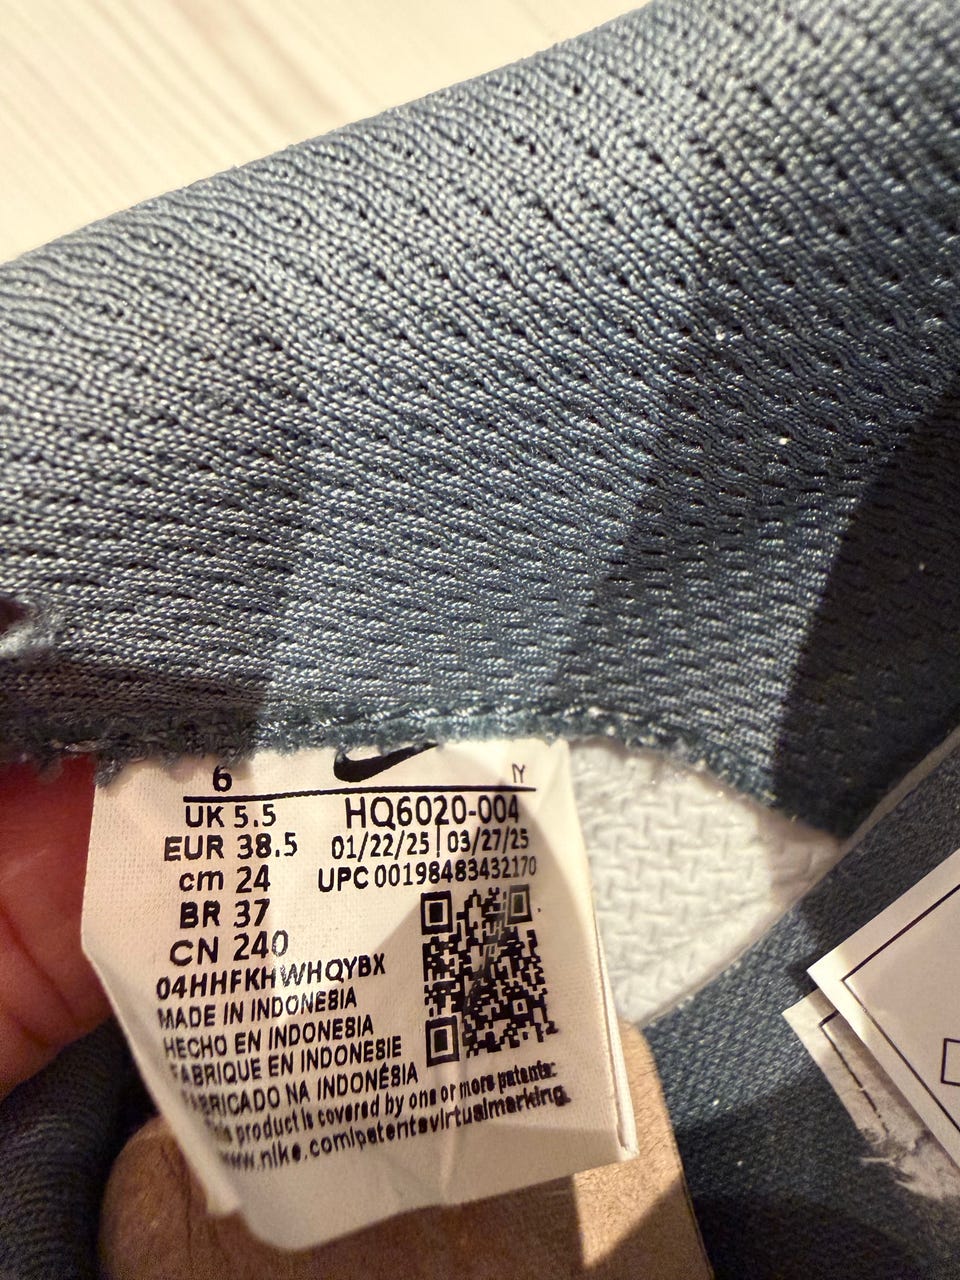 6 IY
UK 5.5 HQ6020-004
EUR 38.5 01/22/25 | 03/27/25
cm 24 UPC 00198483432170
BR 37
CN 240
04HHFKHWHQYBX
MADE IN INDONESIA
HECHO EN INDONESIA
FABRIQUE EN INDONESIE
FABRICADO NA INDONÉSIA
This product is covered by one or more patents:
www.nike.com/patentsvirtualmarking.